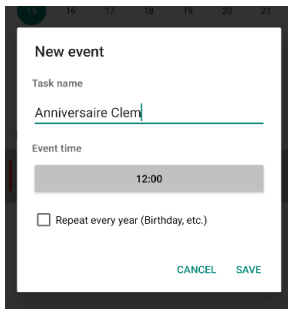 15 16 17 18 19 20 21
New event
Task name
Anniversaire Clem
Event time
12:00
Repeat every year (Birthday, etc.)
CANCEL SAVE